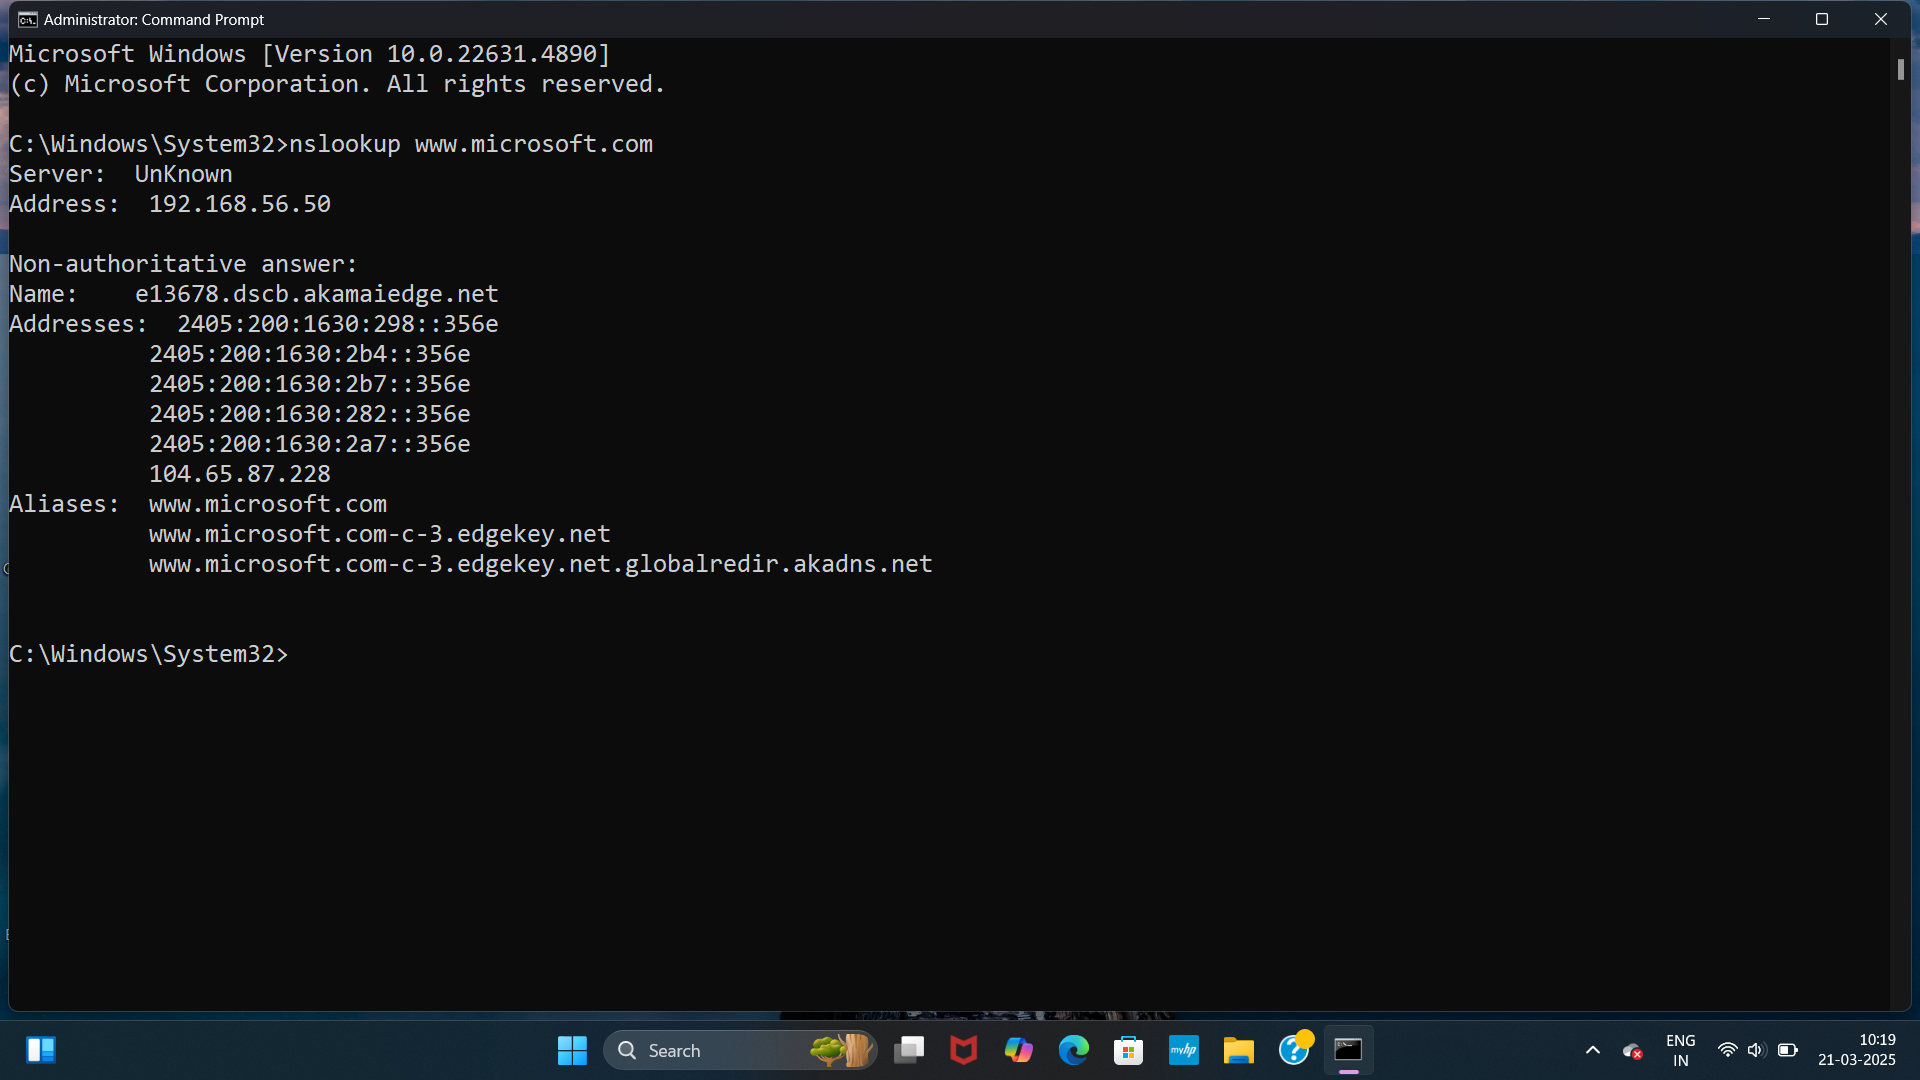 Administrator: Command Prompt
Microsoft Windows [Version 10.0.22631.4890]
(c) Microsoft Corporation. All rights reserved.
C:\Windows\System32>nslookup www.microsoft.com
Server:  UnKnown
Address:  192.168.56.50
Non-authoritative answer:
Name:    e13678.dscb.akamaiedge.net
Addresses:  2405:200:1630:298::356e
2405:200:1630:2b4::356e
2405:200:1630:2b7::356e
2405:200:1630:282::356e
2405:200:1630:2a7::356e
104.65.87.228
Aliases:  www.microsoft.com
www.microsoft.com-c-3.edgekey.net
www.microsoft.com-c-3.edgekey.net.globalredir.akadns.net
C:\Windows\System32>
Search
myhp
ENG
IN
10:19
21-03-2025